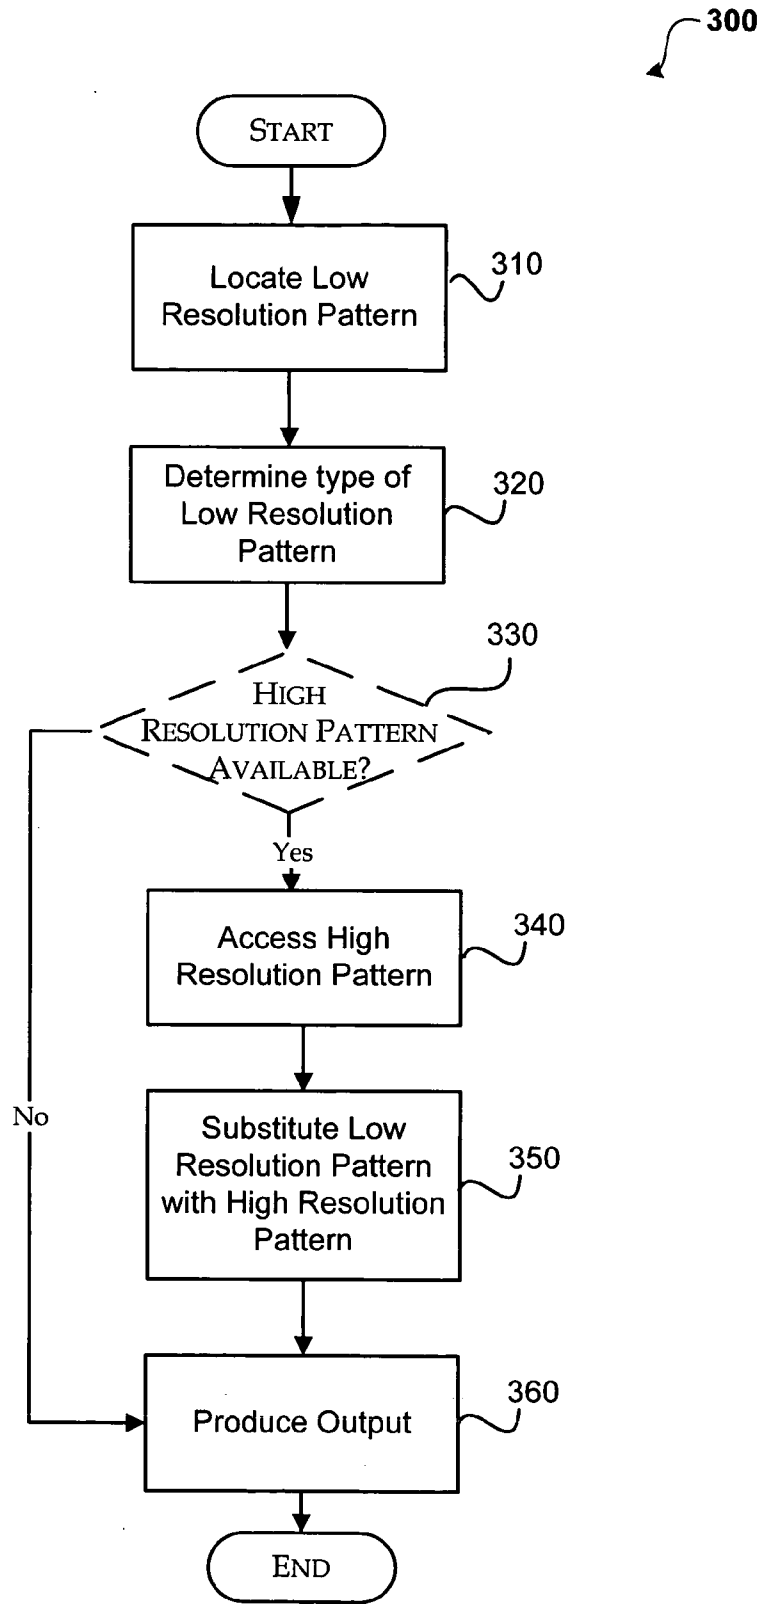 300
START
Locate Low
Resolution Pattern
310
Determine type of
Low Resolution
Pattern
320
330
HIGH
RESOLUTION PATTERN
AVAILABLE?
Yes
Access High
Resolution Pattern
340
No
Substitute Low
Resolution Pattern
with High Resolution
Pattern
350
Produce Output
360
END